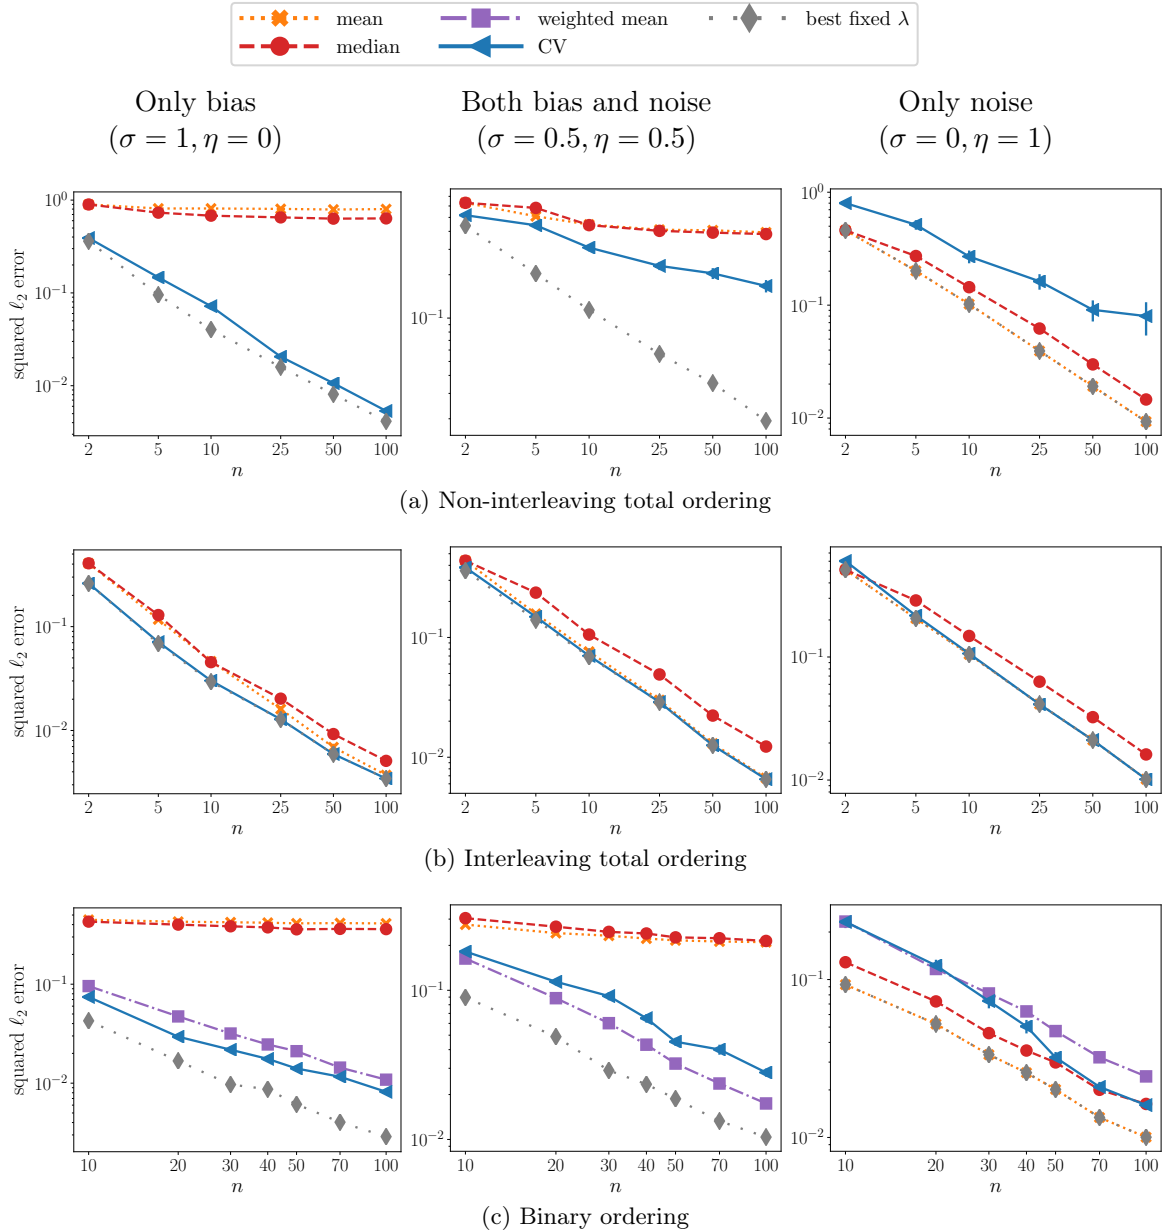 mean
median
weighted mean
CV
best fixed λ
Only bias
(σ = 1, η = 0)
Both bias and noise
(σ = 0.5, η = 0.5)
Only noise
(σ = 0, η = 1)
squared ℓ₂ error
10⁰
10⁻¹
10⁻²
2 5 10 25 50 100
n
10⁻¹
2 5 10 25 50 100
n
10⁰
10⁻¹
10⁻²
2 5 10 25 50 100
n
(a) Non-interleaving total ordering
squared ℓ₂ error
10⁻¹
10⁻²
2 5 10 25 50 100
n
10⁻¹
10⁻²
2 5 10 25 50 100
n
10⁻¹
10⁻²
2 5 10 25 50 100
n
(b) Interleaving total ordering
squared ℓ₂ error
10⁻¹
10⁻²
10 20 30 40 50 70 100
n
10⁻¹
10⁻²
10 20 30 40 50 70 100
n
10⁻¹
10⁻²
10 20 30 40 50 70 100
n
(c) Binary ordering